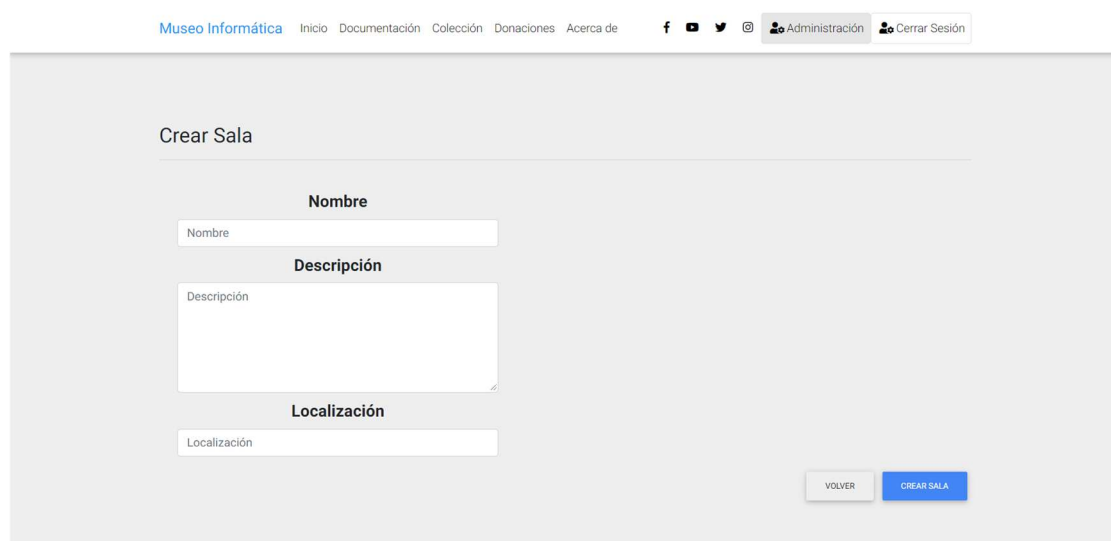 Museo Informática Inicio Documentación Colección Donaciones Acerca de Administración Cerrar Sesión
Crear Sala
Nombre
Nombre
Descripción
Descripción
Localización
Localización
VOLVER CREAR SALA